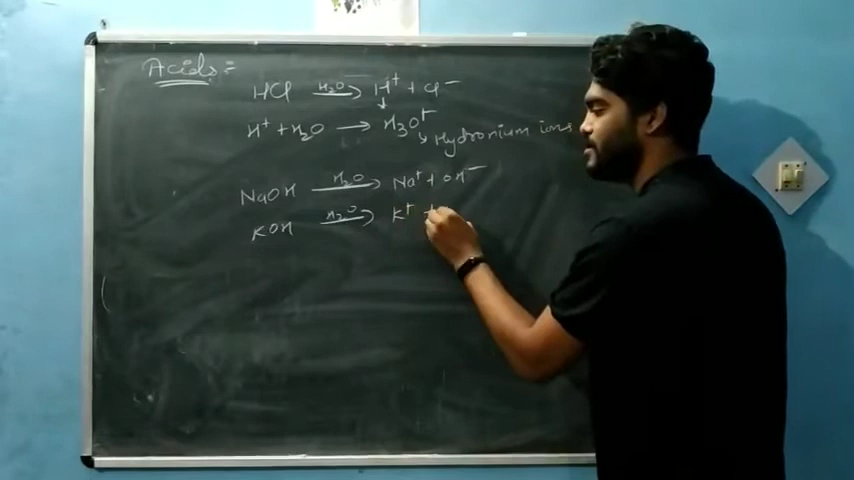 Acids :-
HCl H₂O → H⁺ + Cl⁻
H⁺ + H₂O → H₃O⁺
↳ Hydronium ions
NaOH H₂O → Na⁺ + OH⁻
KOH H₂O → K⁺ +